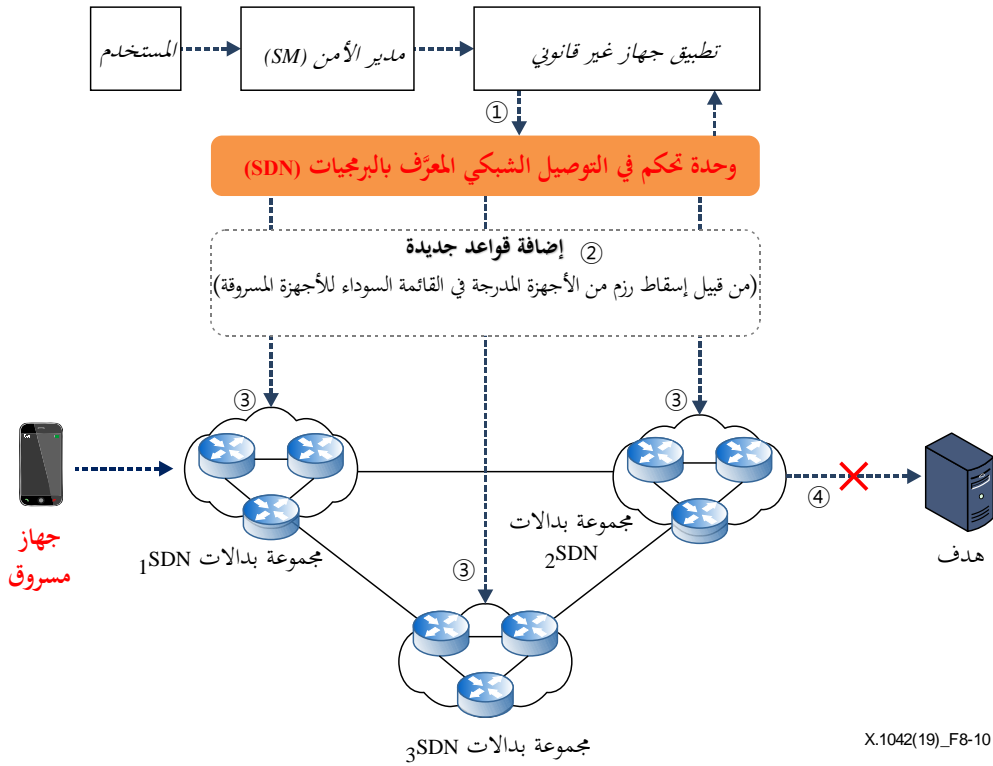 المستخدم
مدير الأمن (SM)
تطبيق جهاز غير قانوني
①
وحدة تحكم في التوصيل الشبكي المعرَّف بالبرمجيات (SDN)
② إضافة قواعد جديدة
(من قبيل إسقاط رزم من الأجهزة المدرجة في القائمة السوداء للأجهزة المسروقة)
③
③
④
جهاز
مسروق
مجموعة بدالات SDN1
مجموعة بدالات
SDN2
هدف
③
مجموعة بدالات SDN3
X.1042(19)_F8-10